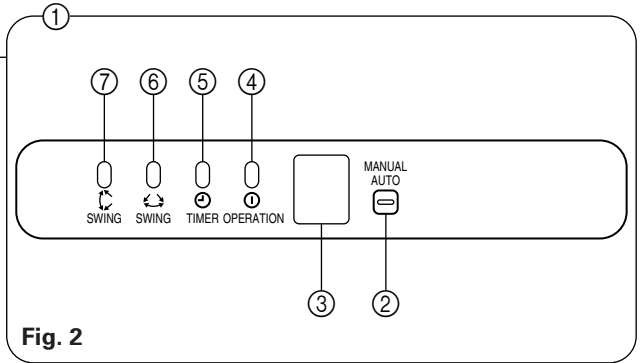 ①
⑦ ⑥ ⑤ ④
MANUAL
AUTO
SWING SWING TIMER OPERATION
③ ②
Fig. 2